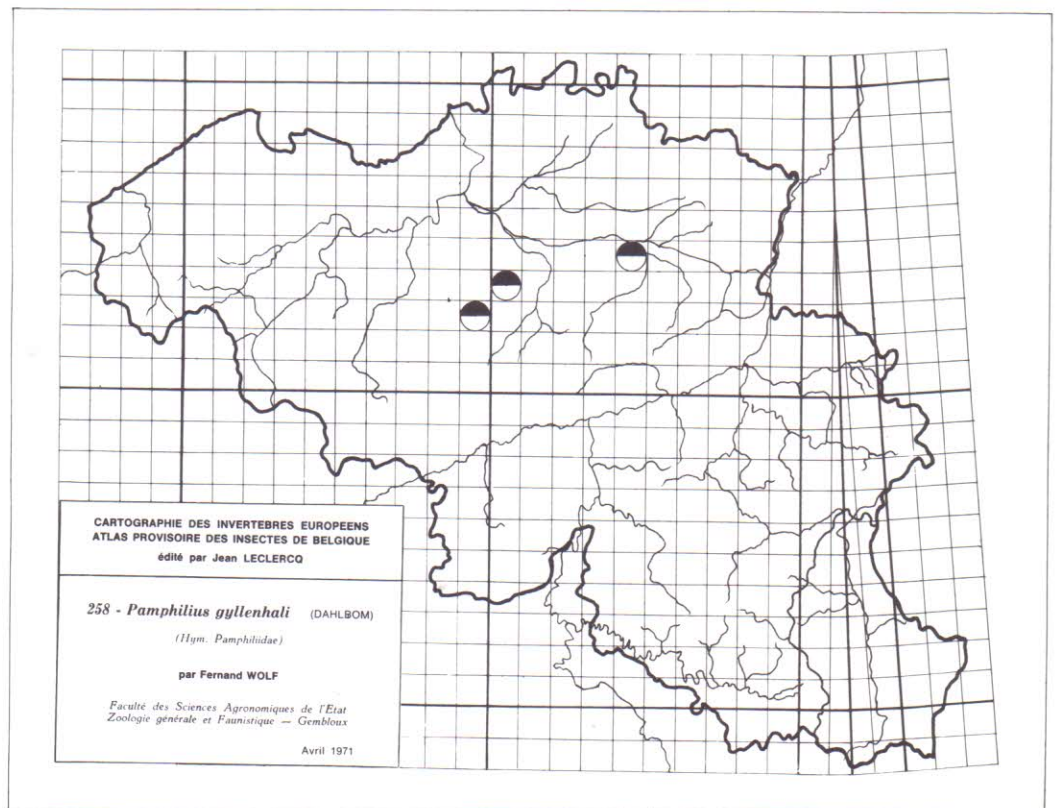 CARTOGRAPHIE DES INVERTEBRES EUROPEENS
ATLAS PROVISOIRE DES INSECTES DE BELGIQUE
édité par Jean LECLERCQ
258 - Pamphilius gyllenhali (DAHLBOM)
(Hym. Pamphiliidae)
par Fernand WOLF
Faculté des Sciences Agronomiques de l'Etat
Zoologie générale et Faunistique — Gembloux
Avril 1971